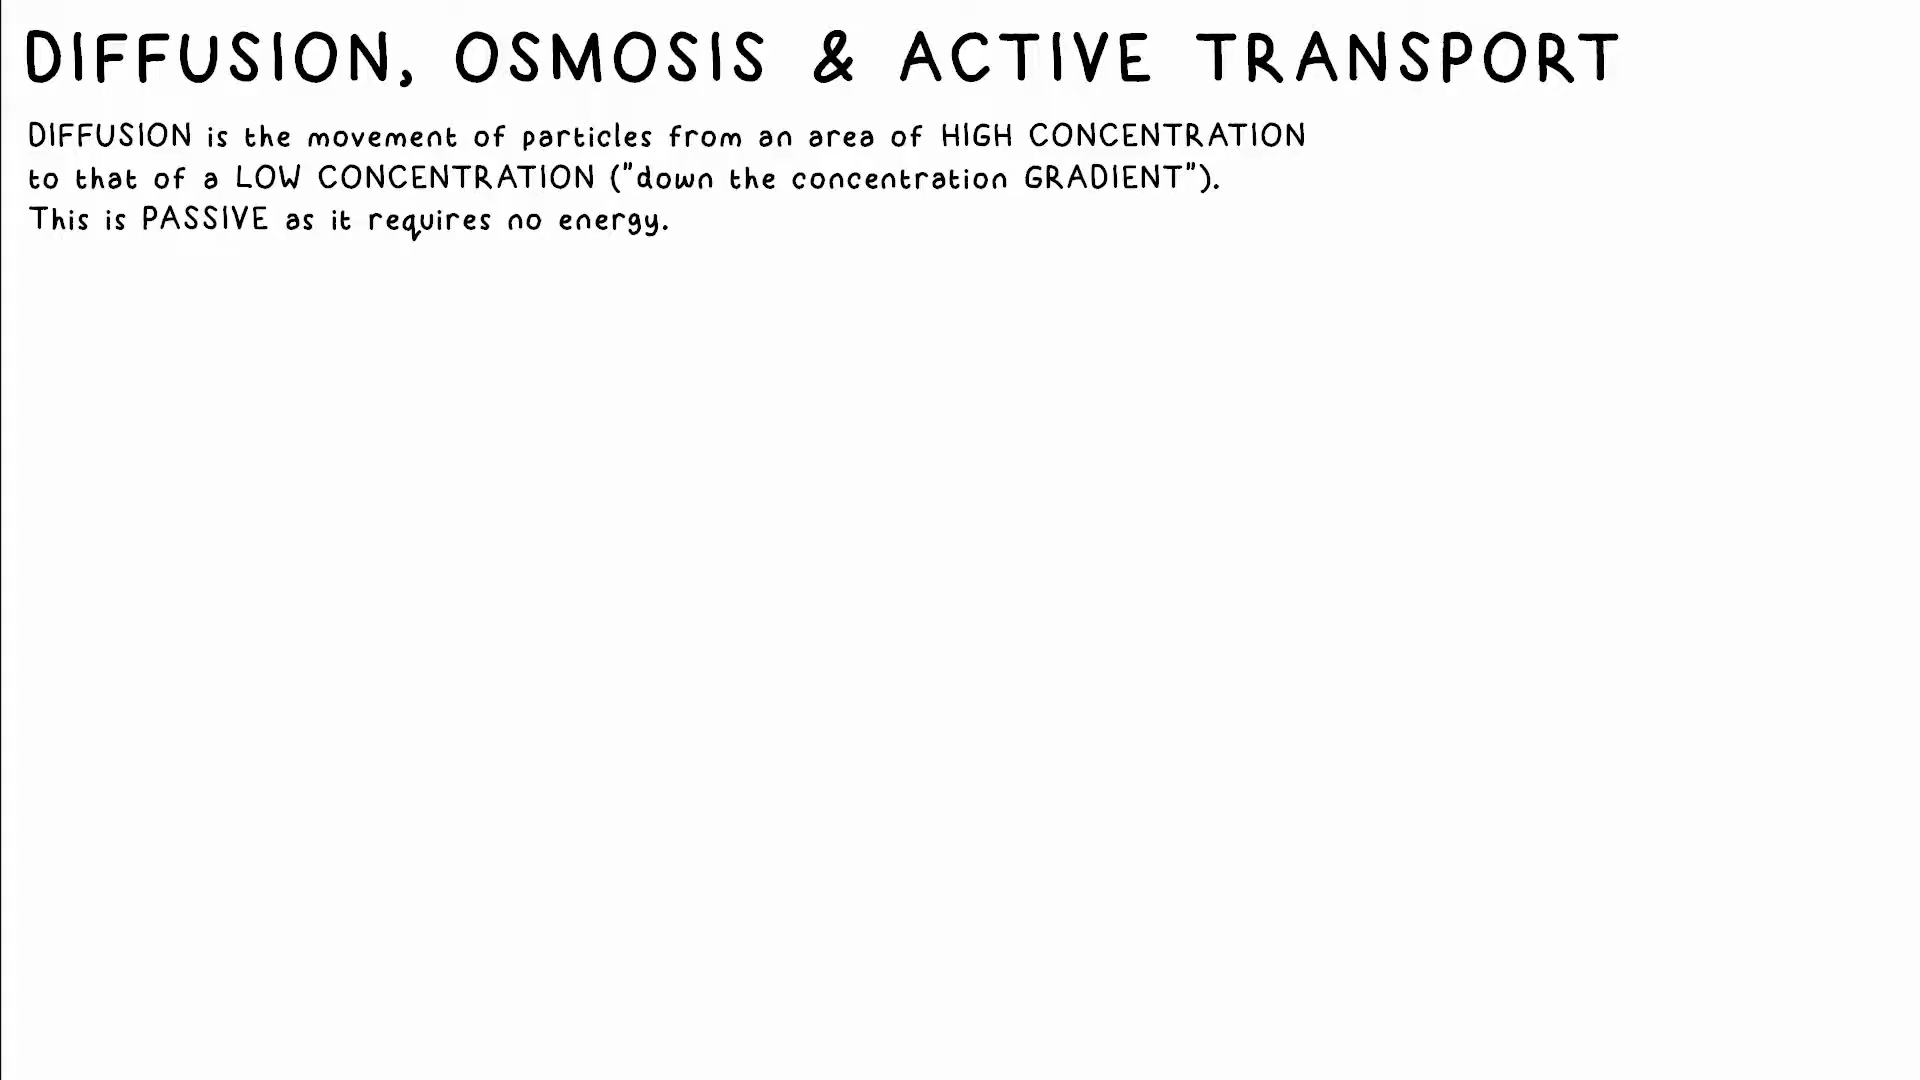 DIFFUSION, OSMOSIS & ACTIVE TRANSPORT
DIFFUSION is the movement of particles from an area of HIGH CONCENTRATION
to that of a LOW CONCENTRATION ("down the concentration GRADIENT").
This is PASSIVE as it requires no energy.